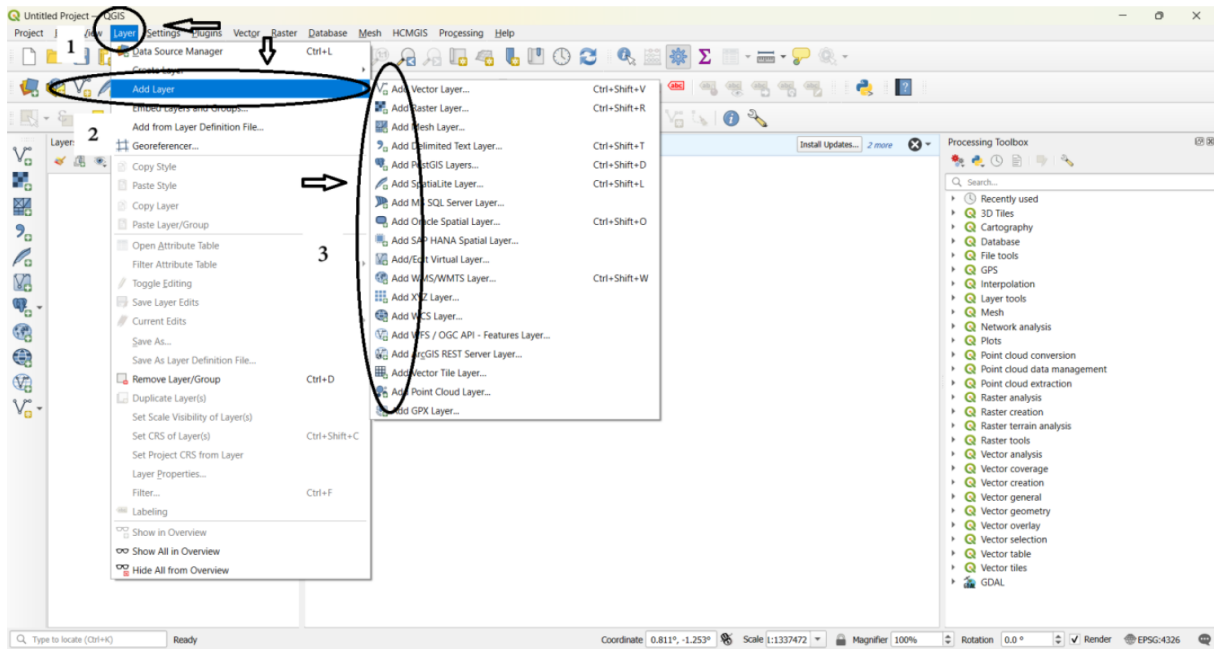 Untitled Project — QGIS
Project
Layer Settings Plugins Vector Raster Database Mesh HCMGIS Processing Help
1
Data Source Manager Ctrl+L
Create Layer
Add Layer
Embed Layers and Groups...
Add from Layer Definition File...
2
Georeferencer...
Copy Style
Paste Style
Copy Layer
Paste Layer/Group
Open Attribute Table
Filter Attribute Table
Toggle Editing
Save Layer Edits
Current Edits
Save As...
Save As Layer Definition File...
Remove Layer/Group Ctrl+D
Duplicate Layer(s)
Set Scale Visibility of Layer(s)
Set CRS of Layer(s) Ctrl+Shift+C
Set Project CRS from Layer
Layer Properties...
Filter... Ctrl+F
Labeling
Show in Overview
Show All in Overview
Hide All from Overview
3
Add Vector Layer... Ctrl+Shift+V
Add Raster Layer... Ctrl+Shift+R
Add Mesh Layer...
Add Delimited Text Layer... Ctrl+Shift+T
Add PostGIS Layers... Ctrl+Shift+D
Add SpatiaLite Layer... Ctrl+Shift+L
Add MS SQL Server Layer...
Add Oracle Spatial Layer... Ctrl+Shift+O
Add SAP HANA Spatial Layer...
Add/Edit Virtual Layer...
Add WMS/WMTS Layer... Ctrl+Shift+W
Add XYZ Layer...
Add WCS Layer...
Add WFS / OGC API - Features Layer...
Add ArcGIS REST Server Layer...
Add Vector Tile Layer...
Add Point Cloud Layer...
Add GPX Layer...
abc
Install Updates... 2 more
Processing Toolbox
Search...
Recently used
3D Tiles
Cartography
Database
File tools
GPS
Interpolation
Layer tools
Mesh
Network analysis
Plots
Point cloud conversion
Point cloud data management
Point cloud extraction
Raster analysis
Raster creation
Raster terrain analysis
Raster tools
Vector analysis
Vector coverage
Vector creation
Vector general
Vector geometry
Vector overlay
Vector selection
Vector table
Vector tiles
GDAL
Type to locate (Ctrl+K) Ready Coordinate 0.811°, -1.253° Scale 1:1337472 Magnifier 100% Rotation 0.0 ° Render EPSG:4326